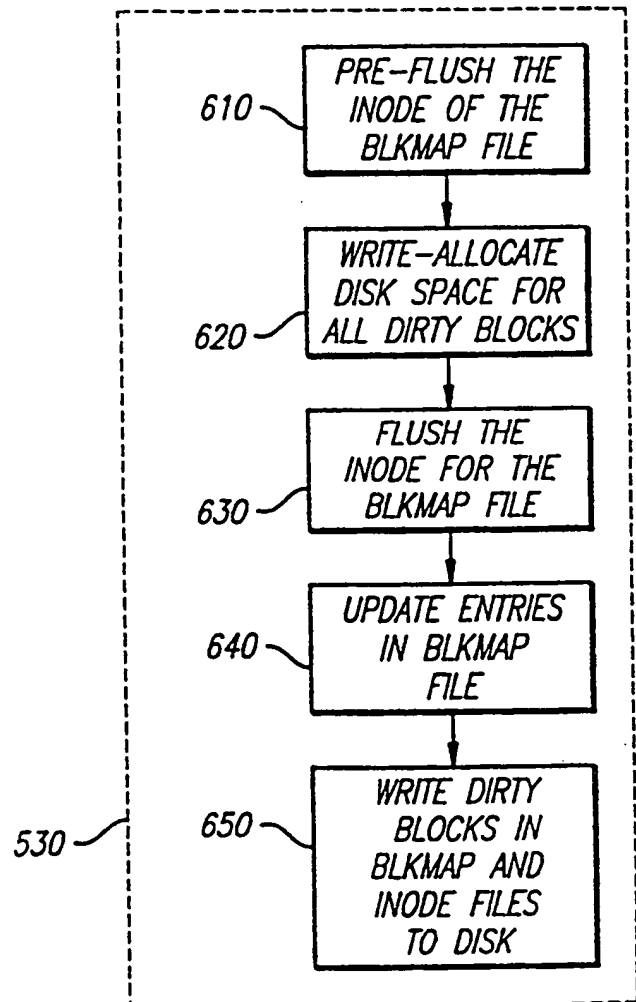 610
PRE-FLUSH THE
INODE OF THE
BLKMAP FILE
620
WRITE-ALLOCATE
DISK SPACE FOR
ALL DIRTY BLOCKS
630
FLUSH THE
INODE FOR THE
BLKMAP FILE
640
UPDATE ENTRIES
IN BLKMAP
FILE
530
650
WRITE DIRTY
BLOCKS IN
BLKMAP AND
INODE FILES
TO DISK